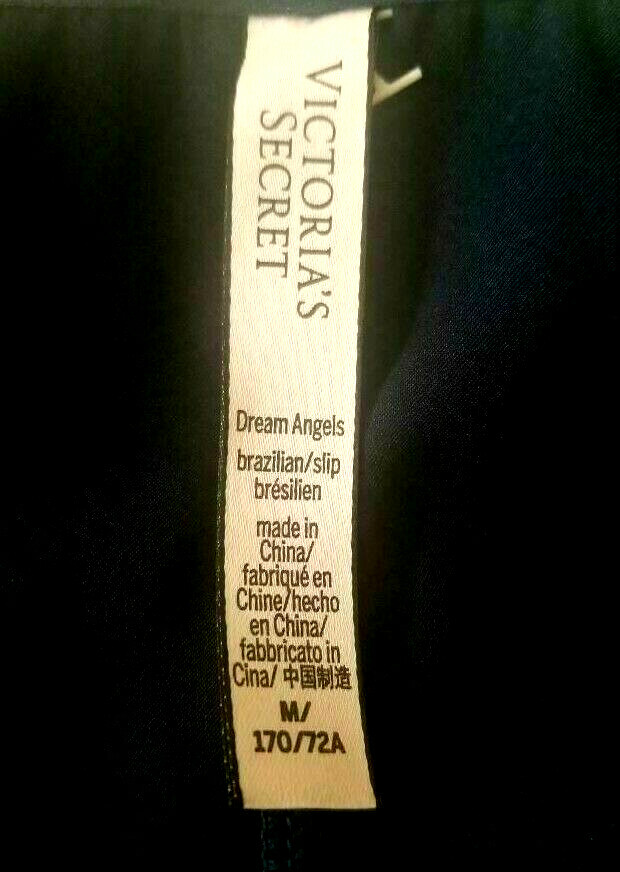 VICTORIA'S
SECRET
Dream Angels
brazilian/slip
brésilien
made in
China/
fabriqué en
Chine/hecho
en China/
fabbricato in
Cina/ 中国制造
M/
170/72A